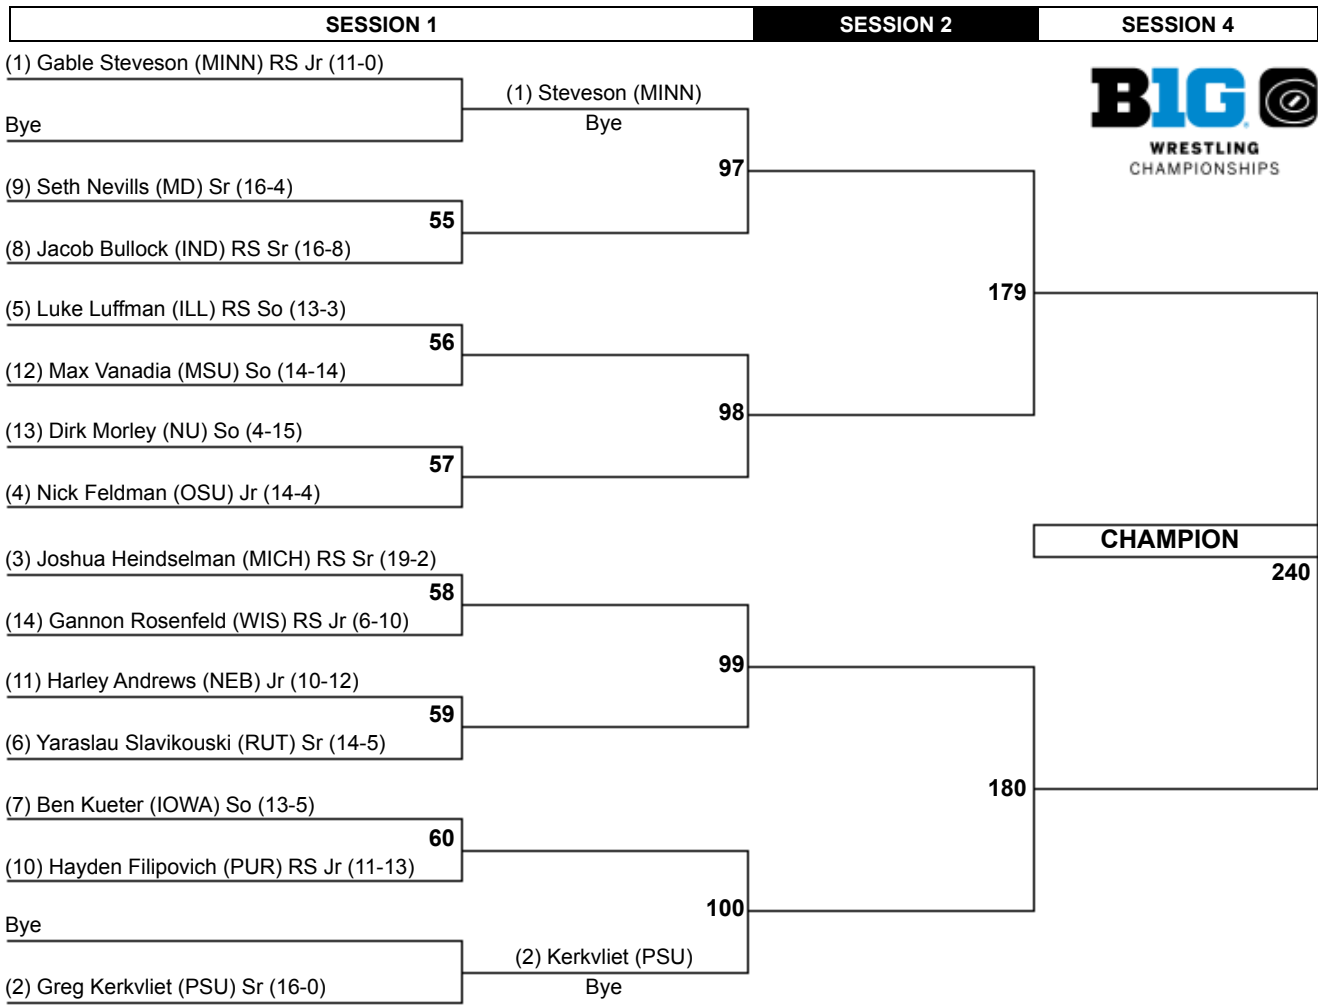 SESSION 1
SESSION 2
SESSION 4
(1) Gable Steveson (MINN) RS Jr (11-0)
Bye
(1) Steveson (MINN)
Bye
B1G
WRESTLING
CHAMPIONSHIPS
97
(9) Seth Nevills (MD) Sr (16-4)
55
(8) Jacob Bullock (IND) RS Sr (16-8)
179
(5) Luke Luffman (ILL) RS So (13-3)
56
(12) Max Vanadia (MSU) So (14-14)
98
(13) Dirk Morley (NU) So (4-15)
57
(4) Nick Feldman (OSU) Jr (14-4)
CHAMPION
240
(3) Joshua Heindselman (MICH) RS Sr (19-2)
58
(14) Gannon Rosenfeld (WIS) RS Jr (6-10)
99
(11) Harley Andrews (NEB) Jr (10-12)
59
(6) Yaraslau Slavikouski (RUT) Sr (14-5)
180
(7) Ben Kueter (IOWA) So (13-5)
60
(10) Hayden Filipovich (PUR) RS Jr (11-13)
100
Bye
(2) Kerkvliet (PSU)
Bye
(2) Greg Kerkvliet (PSU) Sr (16-0)